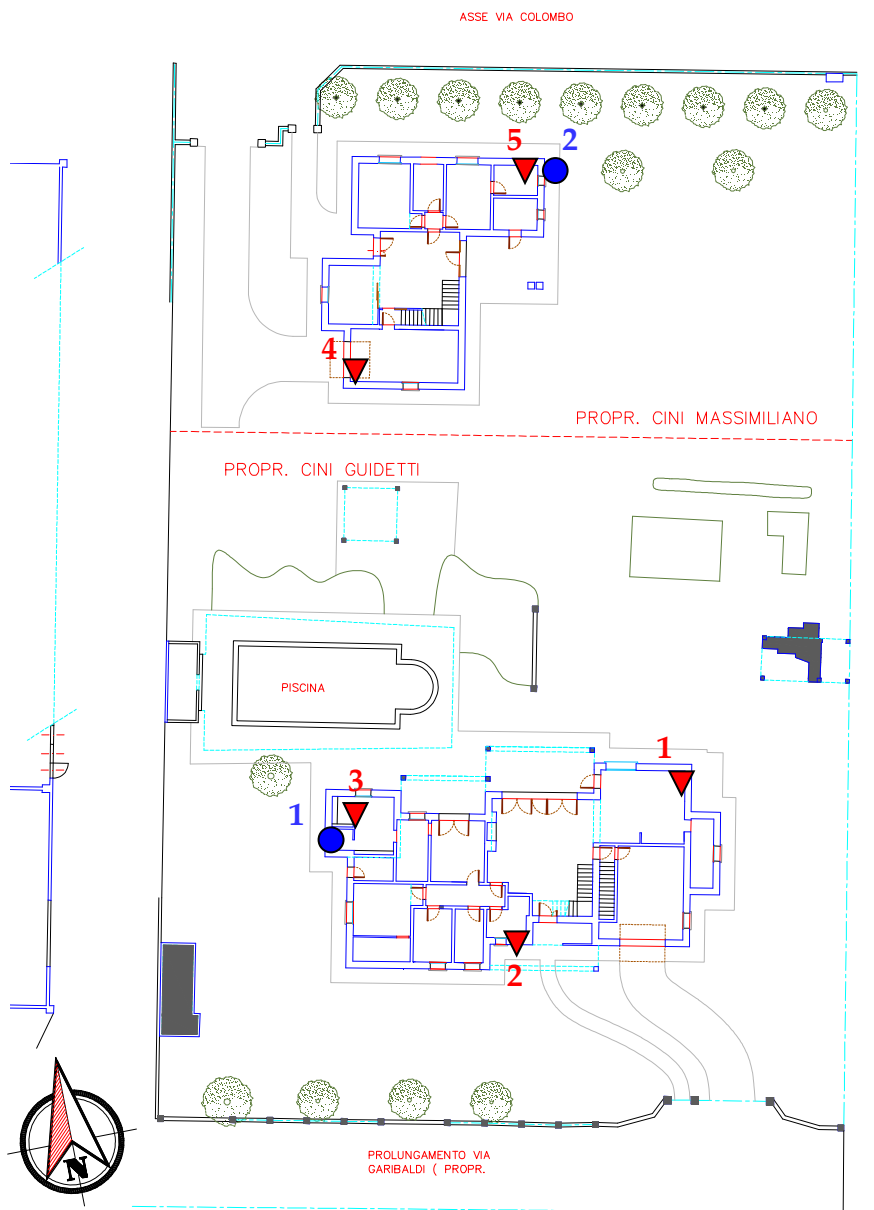 ASSE VIA COLOMBO
5
2
4
PROPR. CINI MASSIMILIANO
PROPR. CINI GUIDETTI
PISCINA
1
3
1
2
N
PROLUNGAMENTO VIA
GARIBALDI ( PROPR.